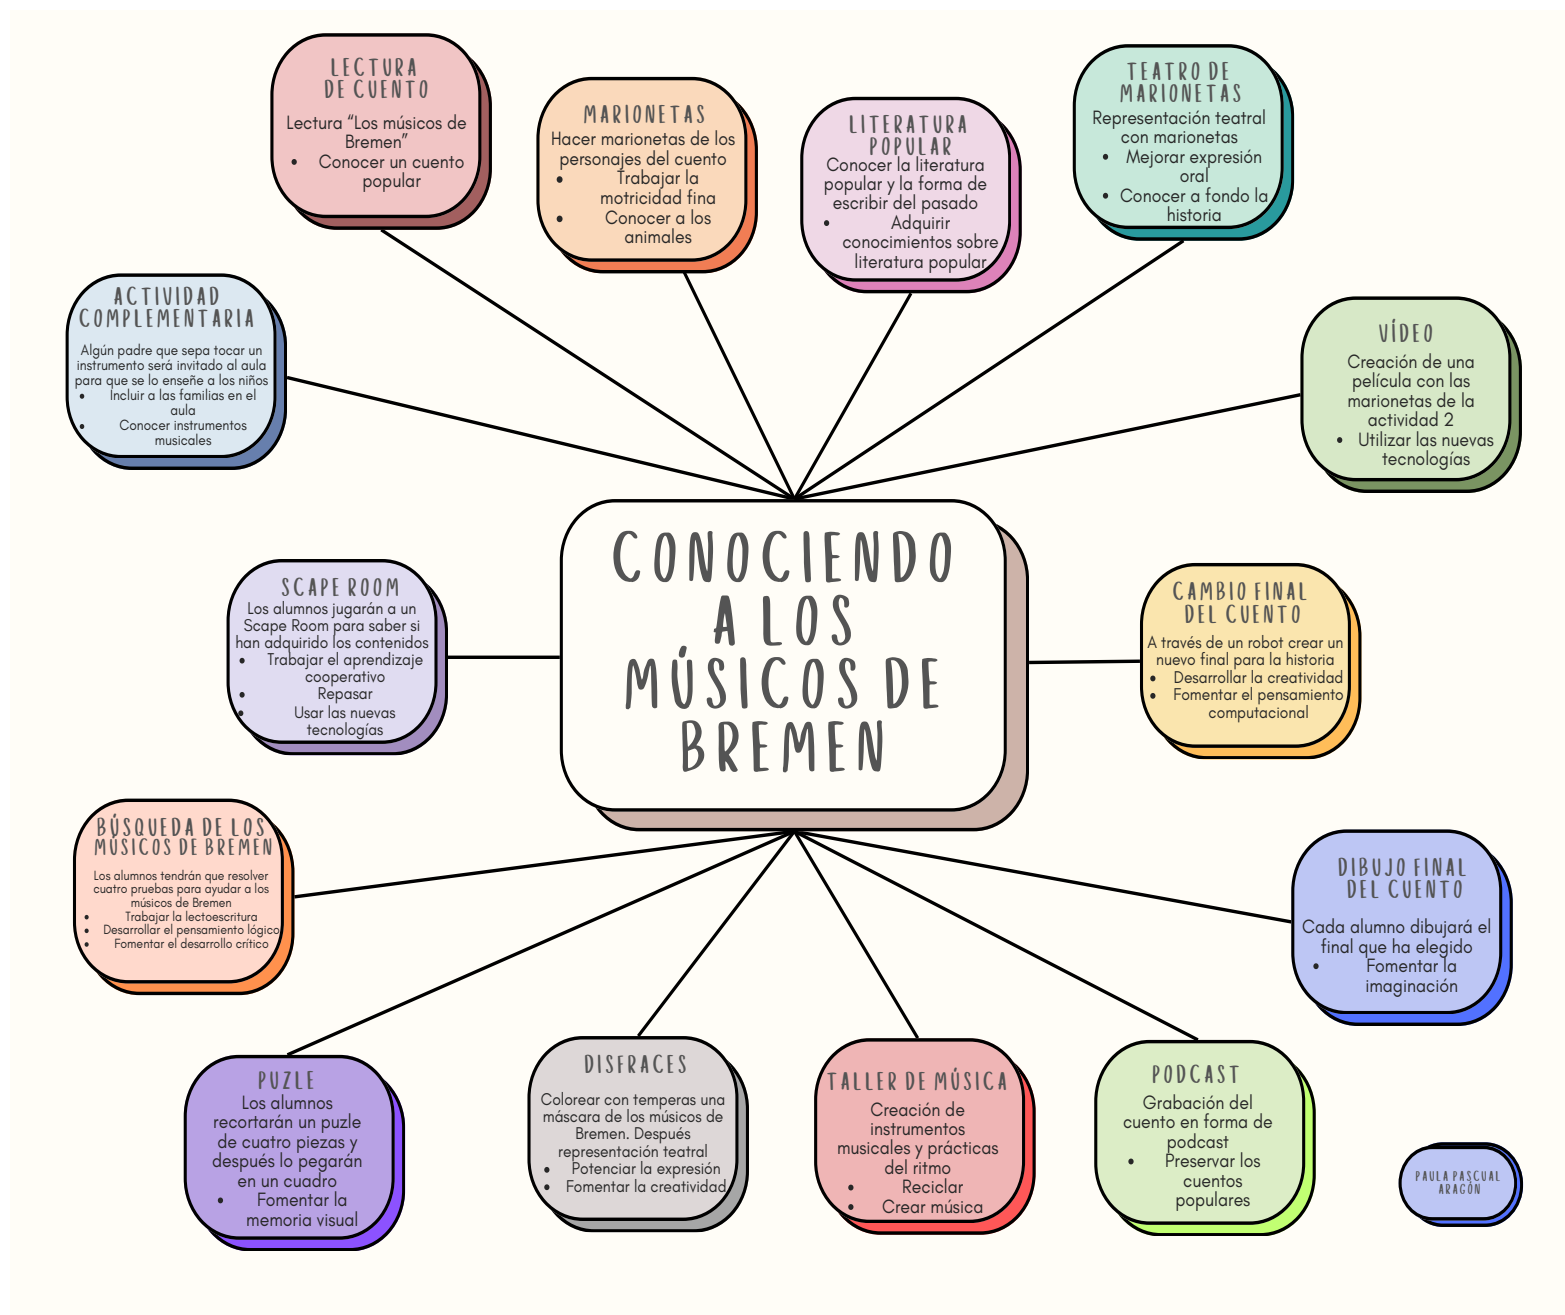 LECTURA
DE CUENTO
Lectura “Los músicos de
Bremen”
• Conocer un cuento
popular
MARIONETAS
Hacer marionetas de los
personajes del cuento
• Trabajar la
motricidad fina
• Conocer a los
animales
LITERATURA
POPULAR
Conocer la literatura
popular y la forma de
escribir del pasado
• Adquirir
conocimientos sobre
literatura popular
TEATRO DE
MARIONETAS
Representación teatral
con marionetas
• Mejorar expresión
oral
• Conocer a fondo la
historia
ACTIVIDAD
COMPLEMENTARIA
Algún padre que sepa tocar un
instrumento será invitado al aula
para que se lo enseñe a los niños
• Incluir a las familias en el
aula
• Conocer instrumentos
musicales
VÍDEO
Creación de una
película con las
marionetas de la
actividad 2
• Utilizar las nuevas
tecnologías
CONOCIENDO
A LOS
MÚSICOS DE
BREMEN
SCAPE ROOM
Los alumnos jugarán a un
Scape Room para saber si
han adquirido los contenidos
• Trabajar el aprendizaje
cooperativo
• Repasar
• Usar las nuevas
tecnologías
CAMBIO FINAL
DEL CUENTO
A través de un robot crear un
nuevo final para la historia
• Desarrollar la creatividad
• Fomentar el pensamiento
computacional
BÚSQUEDA DE LOS
MÚSICOS DE BREMEN
Los alumnos tendrán que resolver
cuatro pruebas para ayudar a los
músicos de Bremen
• Trabajar la lectoescritura
• Desarrollar el pensamiento lógico
• Fomentar el desarrollo crítico
DIBUJO FINAL
DEL CUENTO
Cada alumno dibujará el
final que ha elegido
• Fomentar la
imaginación
PUZLE
Los alumnos
recortarán un puzle
de cuatro piezas y
después lo pegarán
en un cuadro
• Fomentar la
memoria visual
DISFRACES
Colorear con temperas una
máscara de los músicos de
Bremen. Después
representación teatral
• Potenciar la expresión
• Fomentar la creatividad
TALLER DE MÚSICA
Creación de
instrumentos
musicales y prácticas
del ritmo
• Reciclar
• Crear música
PODCAST
Grabación del
cuento en forma de
podcast
• Preservar los
cuentos
populares
PAULA PASCUAL
ARAGÓN